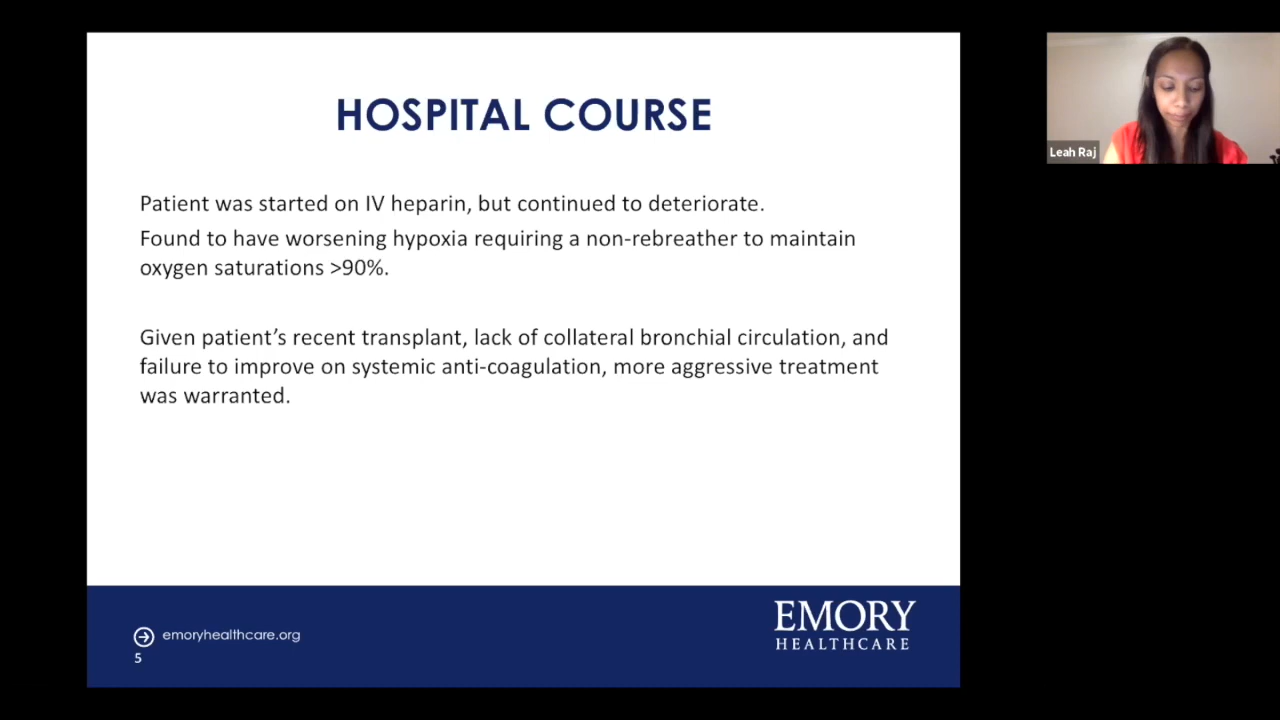 HOSPITAL COURSE
Patient was started on IV heparin, but continued to deteriorate.
Found to have worsening hypoxia requiring a non-rebreather to maintain
oxygen saturations >90%.
Given patient’s recent transplant, lack of collateral bronchial circulation, and
failure to improve on systemic anti-coagulation, more aggressive treatment
was warranted.
emoryhealthcare.org
5
EMORY
HEALTHCARE
Leah Raj